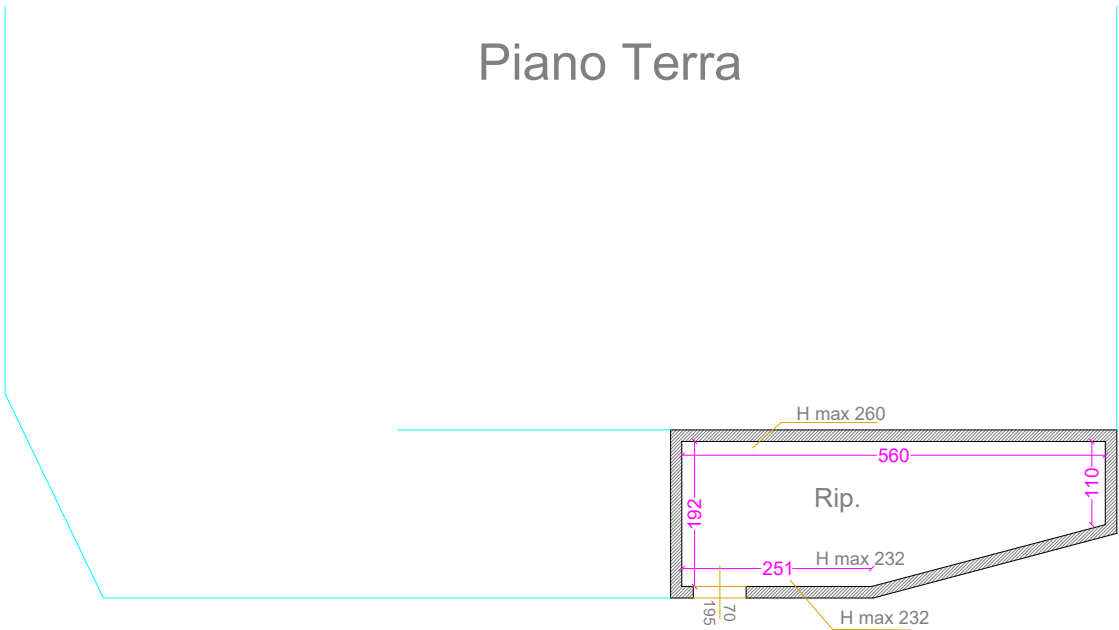 Piano Terra
H max 260
560
110
192
Rip.
H max 232
251
70
195
H max 232